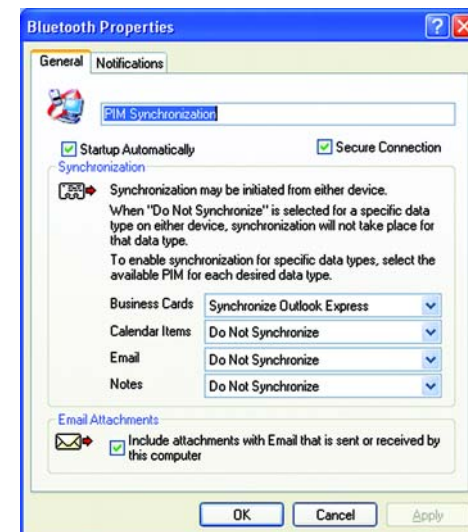 Bluetooth Properties
General Notifications
PIM Synchronization
Startup Automatically Secure Connection
Synchronization
Synchronization may be initiated from either device.
When "Do Not Synchronize" is selected for a specific data
type on either device, synchronization will not take place for
that data type.
To enable synchronization for specific data types, select the
available PIM for each desired data type.
Business Cards Synchronize Outlook Express
Calendar Items Do Not Synchronize
Email Do Not Synchronize
Notes Do Not Synchronize
Email Attachments
Include attachments with Email that is sent or received by
this computer
OK Cancel Apply